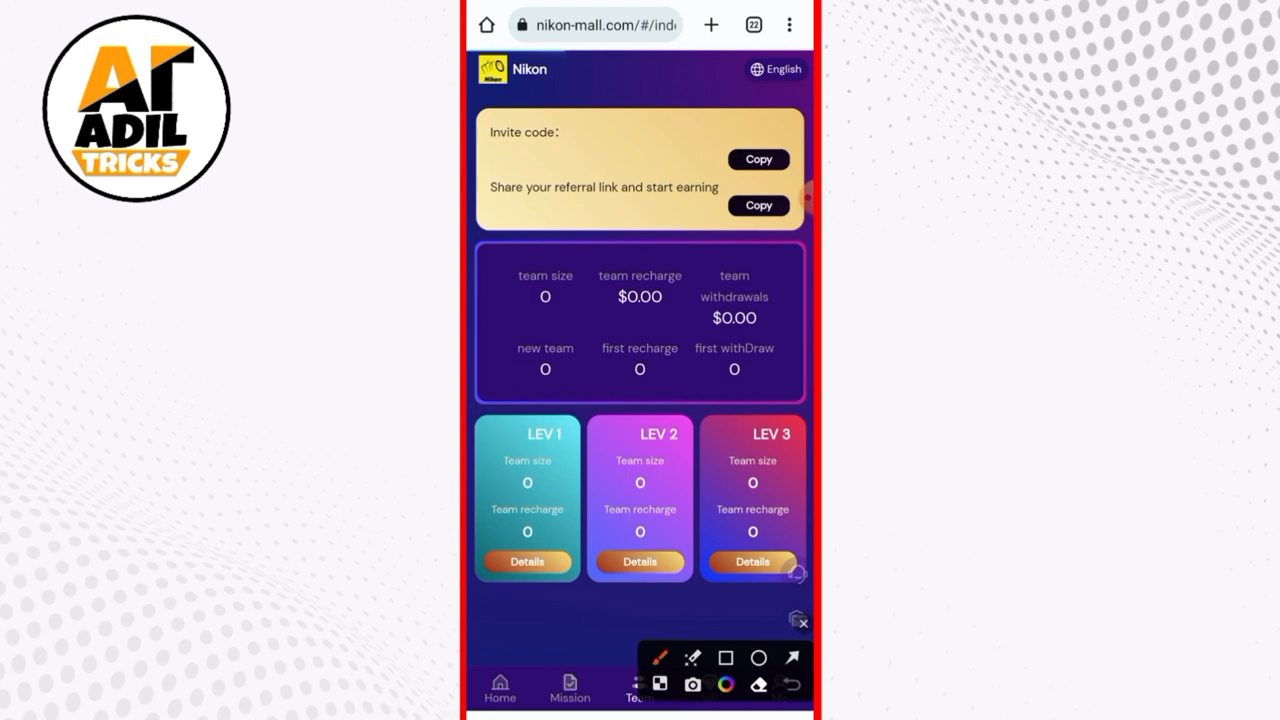 AT
ADIL
TRICKS
nikon-mall.com/#/ind
22
Nikon
Nikon
English
Invite code:
Copy
Share your referral link and start earning
Copy
team size
team recharge
team withdrawals
0
$0.00
$0.00
new team
first recharge
first withDraw
0
0
0
LEV 1
LEV 2
LEV 3
Team size
Team size
Team size
0
0
0
Team recharge
Team recharge
Team recharge
0
0
0
Details
Details
Details
Home
Mission